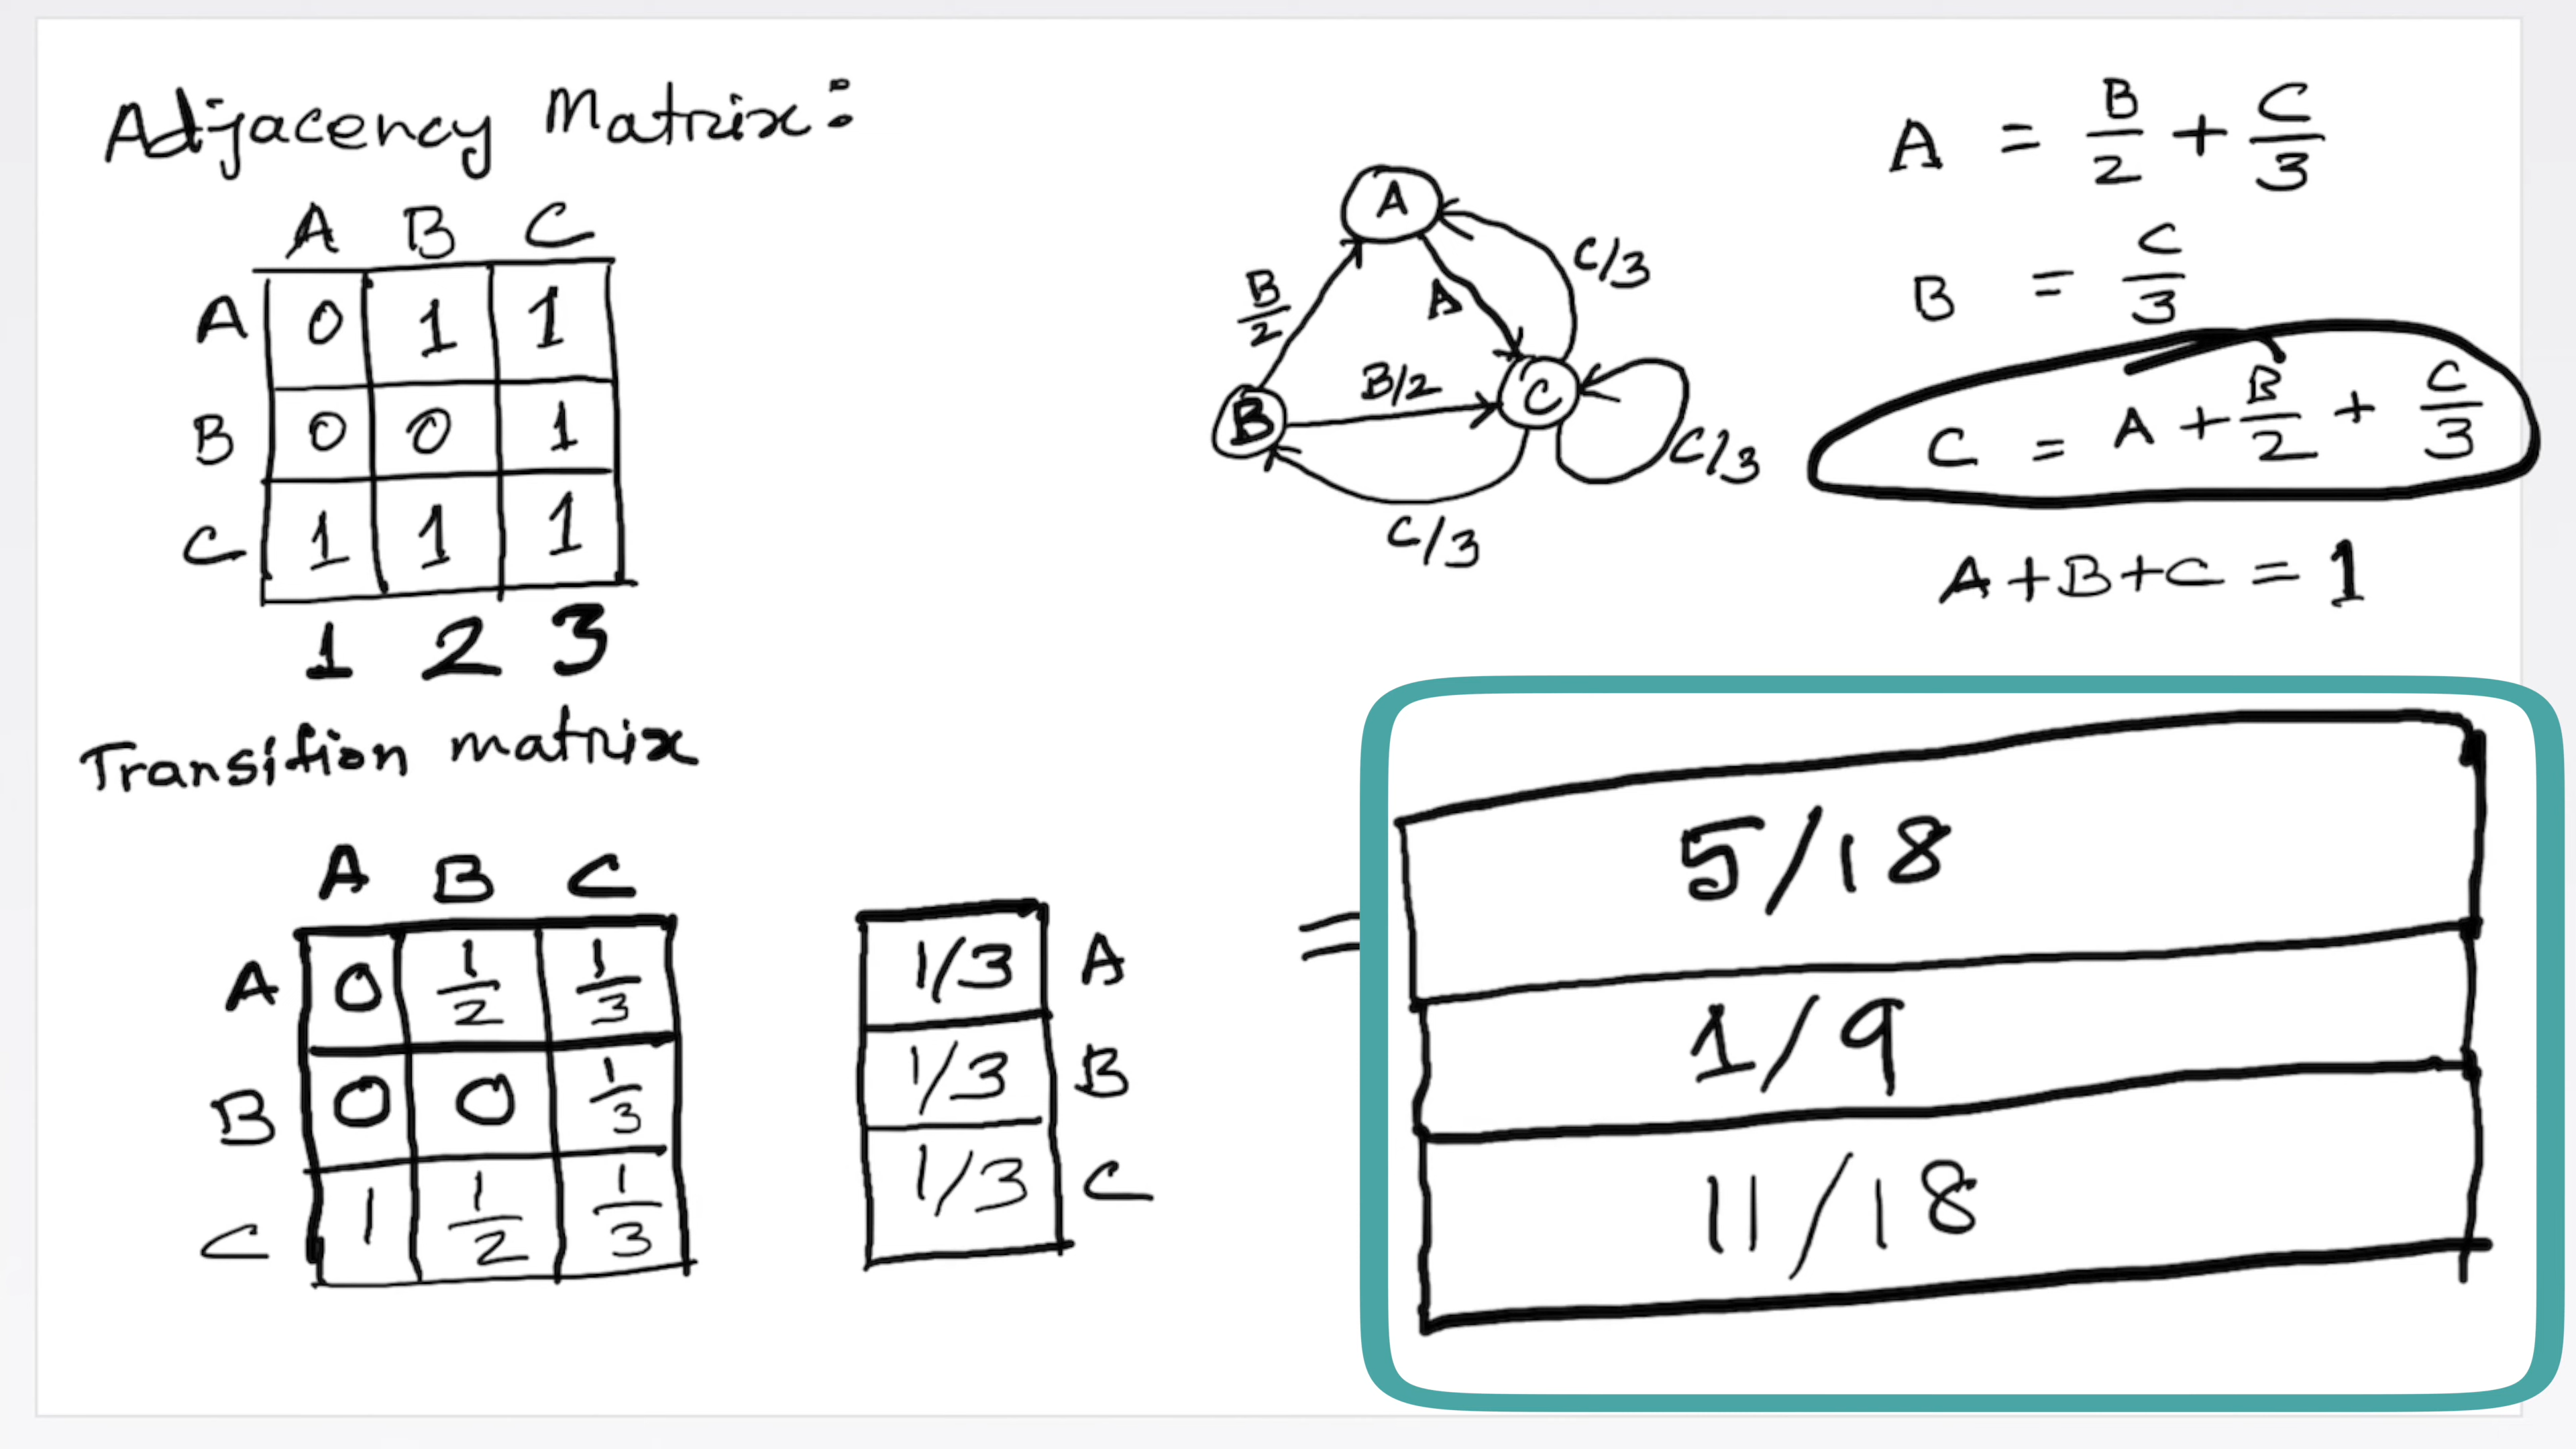 Adjacency Matrix:
A B C
A 0 1 1
B 0 0 1
C 1 1 1
1 2 3
A
B
C
B/2
A
C/3
B/2
C/3
C/3
A = B/2 + C/3
B = C/3
C = A + B/2 + C/3
A+B+C = 1
Transition matrix
A B C
A 0 1/2 1/3
B 0 0 1/3
C 1 1/2 1/3
1/3 A
1/3 B
1/3 C
=
5/18
1/9
11/18